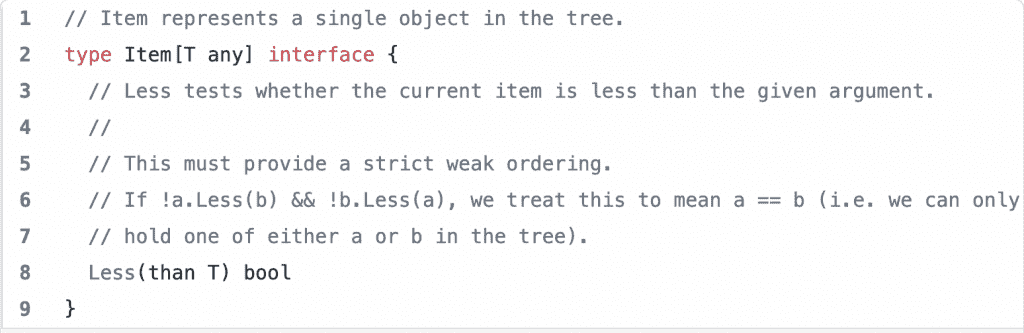 1 // Item represents a single object in the tree.
2 type Item[T any] interface {
3 // Less tests whether the current item is less than the given argument.
4 //
5 // This must provide a strict weak ordering.
6 // If !a.Less(b) && !b.Less(a), we treat this to mean a == b (i.e. we can only
7 // hold one of either a or b in the tree).
8 Less(than T) bool
9 }